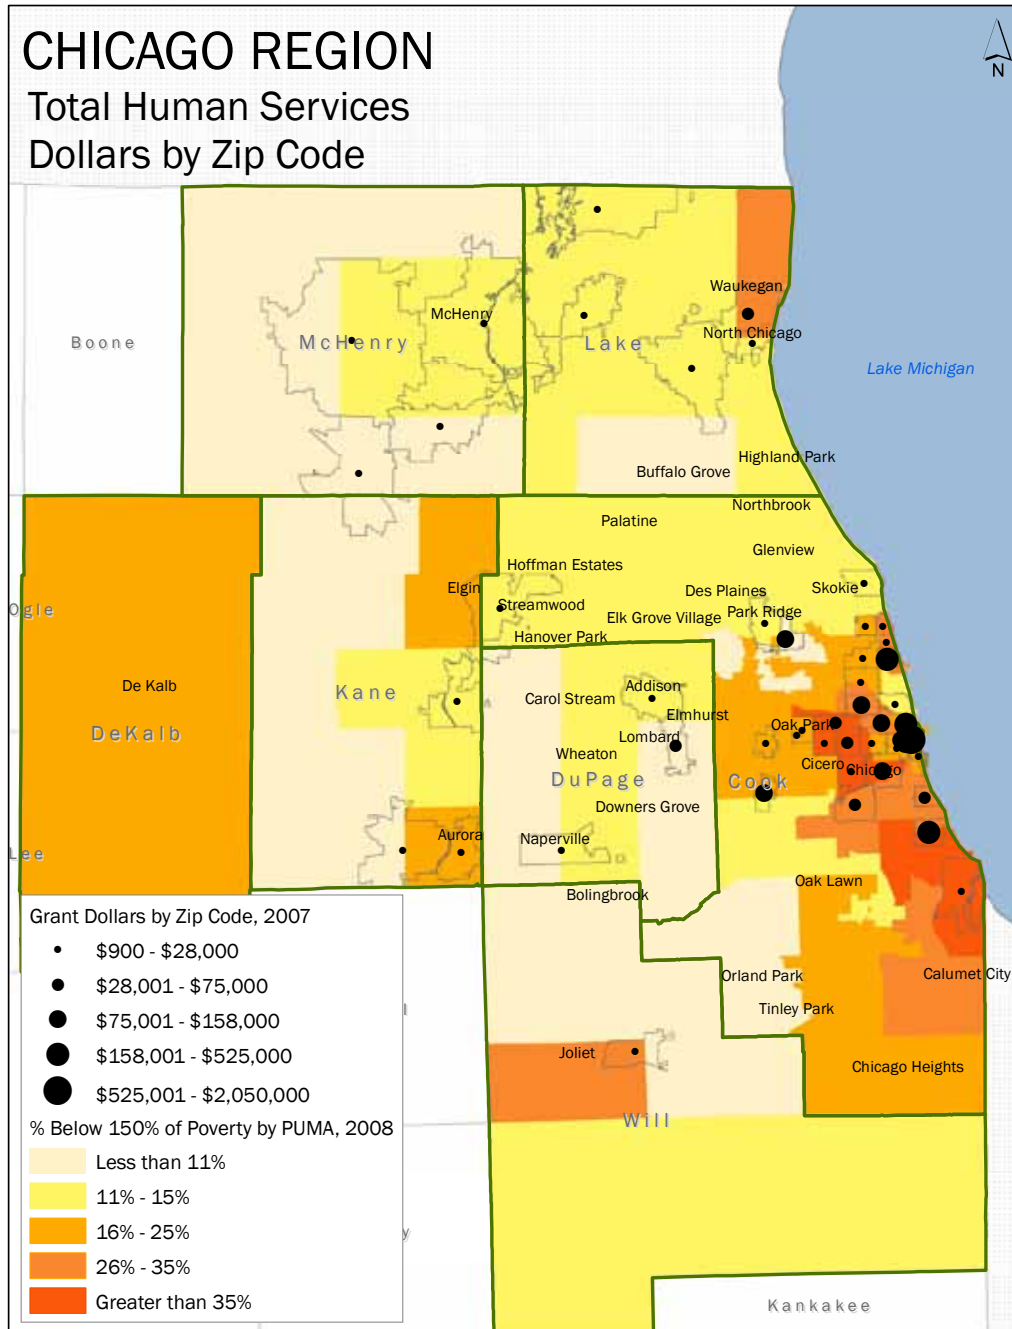 CHICAGO REGION
Total Human Services
Dollars by Zip Code
N
Waukegan
McHenry
North Chicago
Boone
McHenry
Lake
Lake Michigan
Highland Park
Buffalo Grove
Northbrook
Palatine
Glenview
Hoffman Estates
Elgin
Des Plaines
Skokie
Streamwood
Ogle
Elk Grove Village
Park Ridge
Hanover Park
De Kalb
Kane
Addison
Carol Stream
Elmhurst
DeKalb
Oak Park
Lombard
Wheaton
Cicero
Chicago
DuPage
Cook
Downers Grove
Aurora
Naperville
Lee
Oak Lawn
Bolingbrook
Orland Park
Calumet City
Tinley Park
Joliet
Chicago Heights
Will
Kankakee
Grant Dollars by Zip Code, 2007
$900 - $28,000
$28,001 - $75,000
$75,001 - $158,000
$158,001 - $525,000
$525,001 - $2,050,000
% Below 150% of Poverty by PUMA, 2008
Less than 11%
11% - 15%
16% - 25%
26% - 35%
Greater than 35%
y